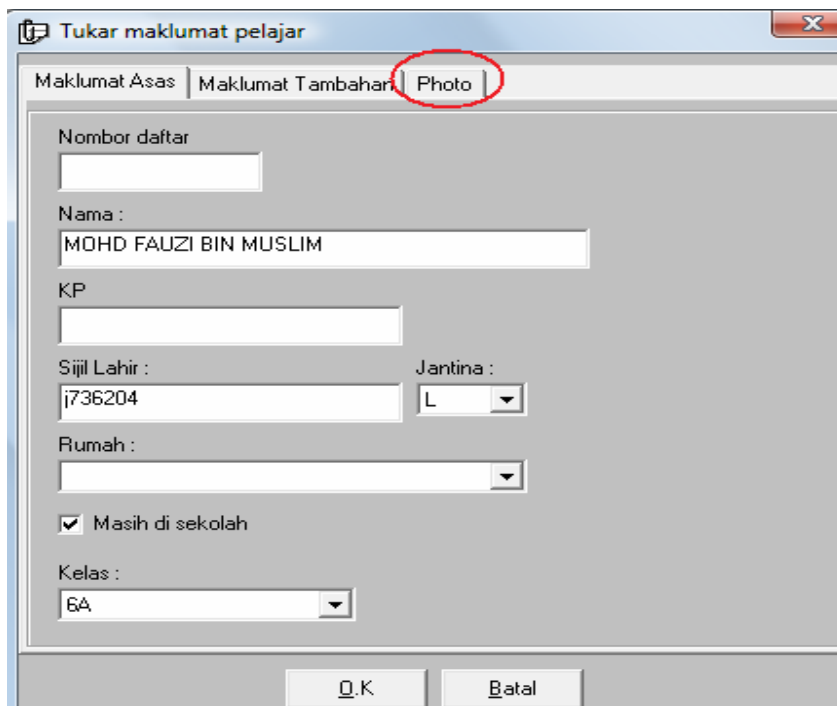 Tukar maklumat pelajar
Maklumat Asas Maklumat Tambahan Photo
Nombor daftar
Nama :
MOHD FAUZI BIN MUSLIM
KP
Sijil Lahir : Jantina :
j736204 L
Rumah :
Masih di sekolah
Kelas :
6A
O.K Batal